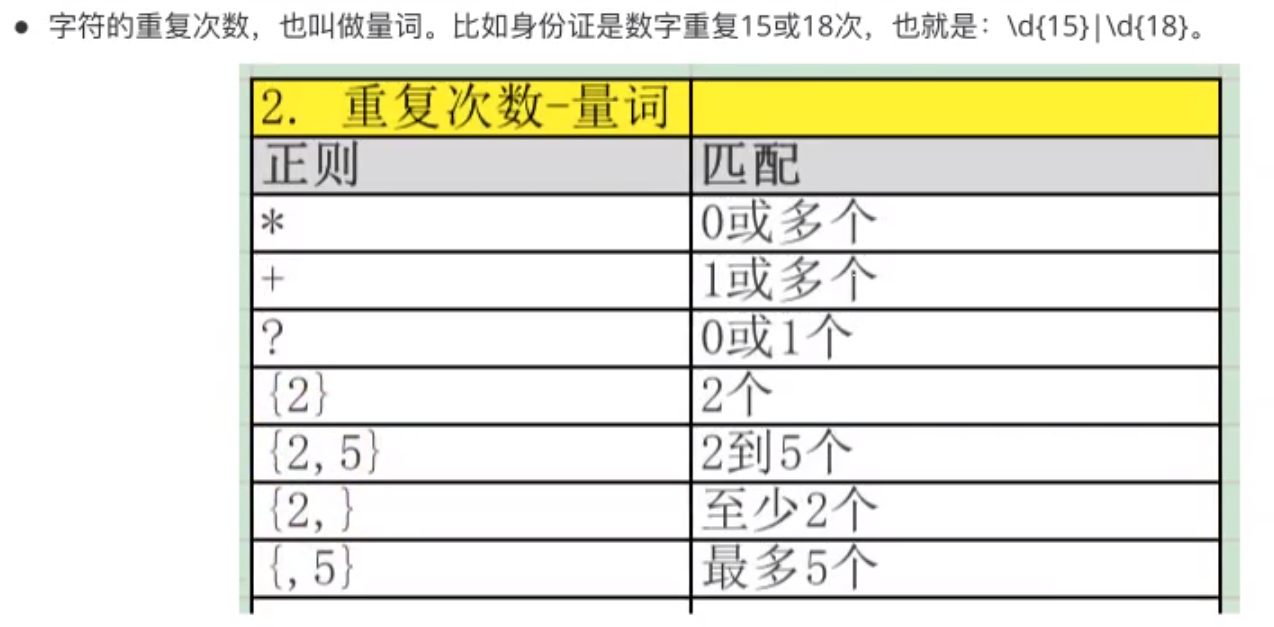 ● 字符的重复次数，也叫做量词。比如身份证是数字重复15或18次，也就是：\d{15}|\d{18}。
2. 重复次数-量词
正则 匹配
* 0或多个
+ 1或多个
? 0或1个
{2} 2个
{2,5} 2到5个
{2,} 至少2个
{,5} 最多5个